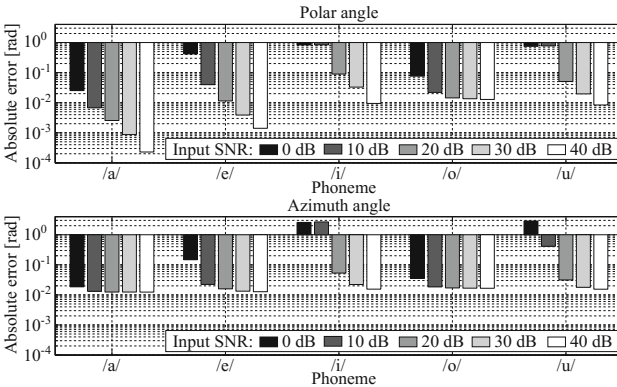 Polar angle
Absolute error [rad]
10^0
10^-1
10^-2
10^-3
10^-4
Input SNR: 0 dB 10 dB 20 dB 30 dB 40 dB
/a/ /e/ /i/ /o/ /u/
Phoneme
Azimuth angle
Absolute error [rad]
10^0
10^-1
10^-2
10^-3
10^-4
Input SNR: 0 dB 10 dB 20 dB 30 dB 40 dB
/a/ /e/ /i/ /o/ /u/
Phoneme